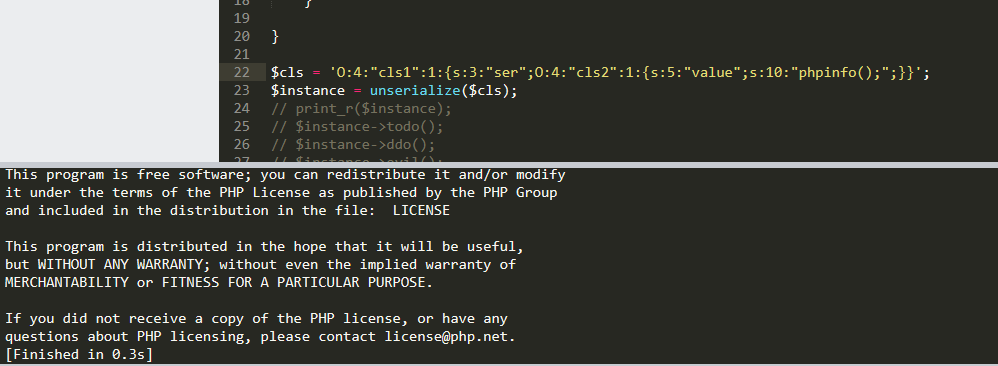 18 }
19
20 }
21
22 $cls = 'O:4:"cls1":1:{s:3:"ser";O:4:"cls2":1:{s:5:"value";s:10:"phpinfo();";}}';
23 $instance = unserialize($cls);
24 // print_r($instance);
25 // $instance->todo();
26 // $instance->ddo();
27 // $instance->evil();
This program is free software; you can redistribute it and/or modify
it under the terms of the PHP License as published by the PHP Group
and included in the distribution in the file:  LICENSE
This program is distributed in the hope that it will be useful,
but WITHOUT ANY WARRANTY; without even the implied warranty of
MERCHANTABILITY or FITNESS FOR A PARTICULAR PURPOSE.
If you did not receive a copy of the PHP license, or have any
questions about PHP licensing, please contact license@php.net.
[Finished in 0.3s]